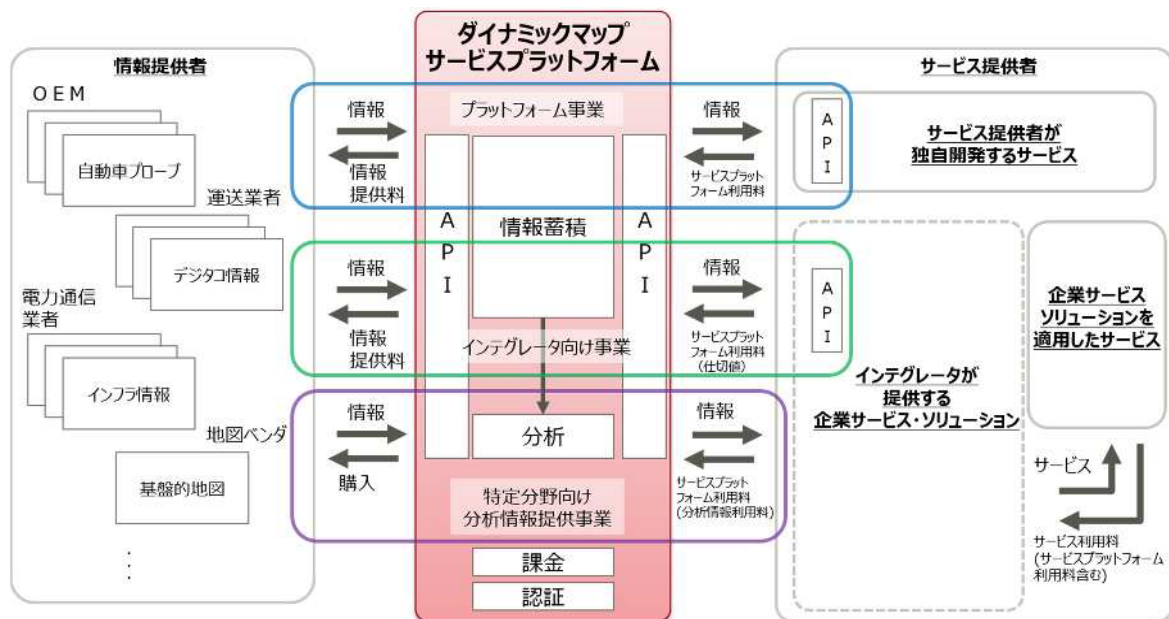 ダイナミックマップ
サービスプラットフォーム
情報提供者
OEM
自動車プローブ
運送業者
デジタコ情報
電力通信
業者
インフラ情報
地図ベンダ
基盤的地図
・・・
情報
情報
提供料
情報
情報
提供料
情報
購入
プラットフォーム事業
API
情報蓄積
API
インテグレータ向け事業
分析
特定分野向け
分析情報提供事業
課金
認証
情報
サービスプラット
フォーム利用料
情報
サービスプラット
フォーム利用料
(仕切値)
情報
サービスプラット
フォーム利用料
(分析情報利用料)
サービス提供者
API
サービス提供者が
独自開発するサービス
API
インテグレータが
提供する
企業サービス・ソリューション
企業サービス
ソリューションを
適用したサービス
サービス
サービス利用料
(サービスプラットフォーム
利用料含む)